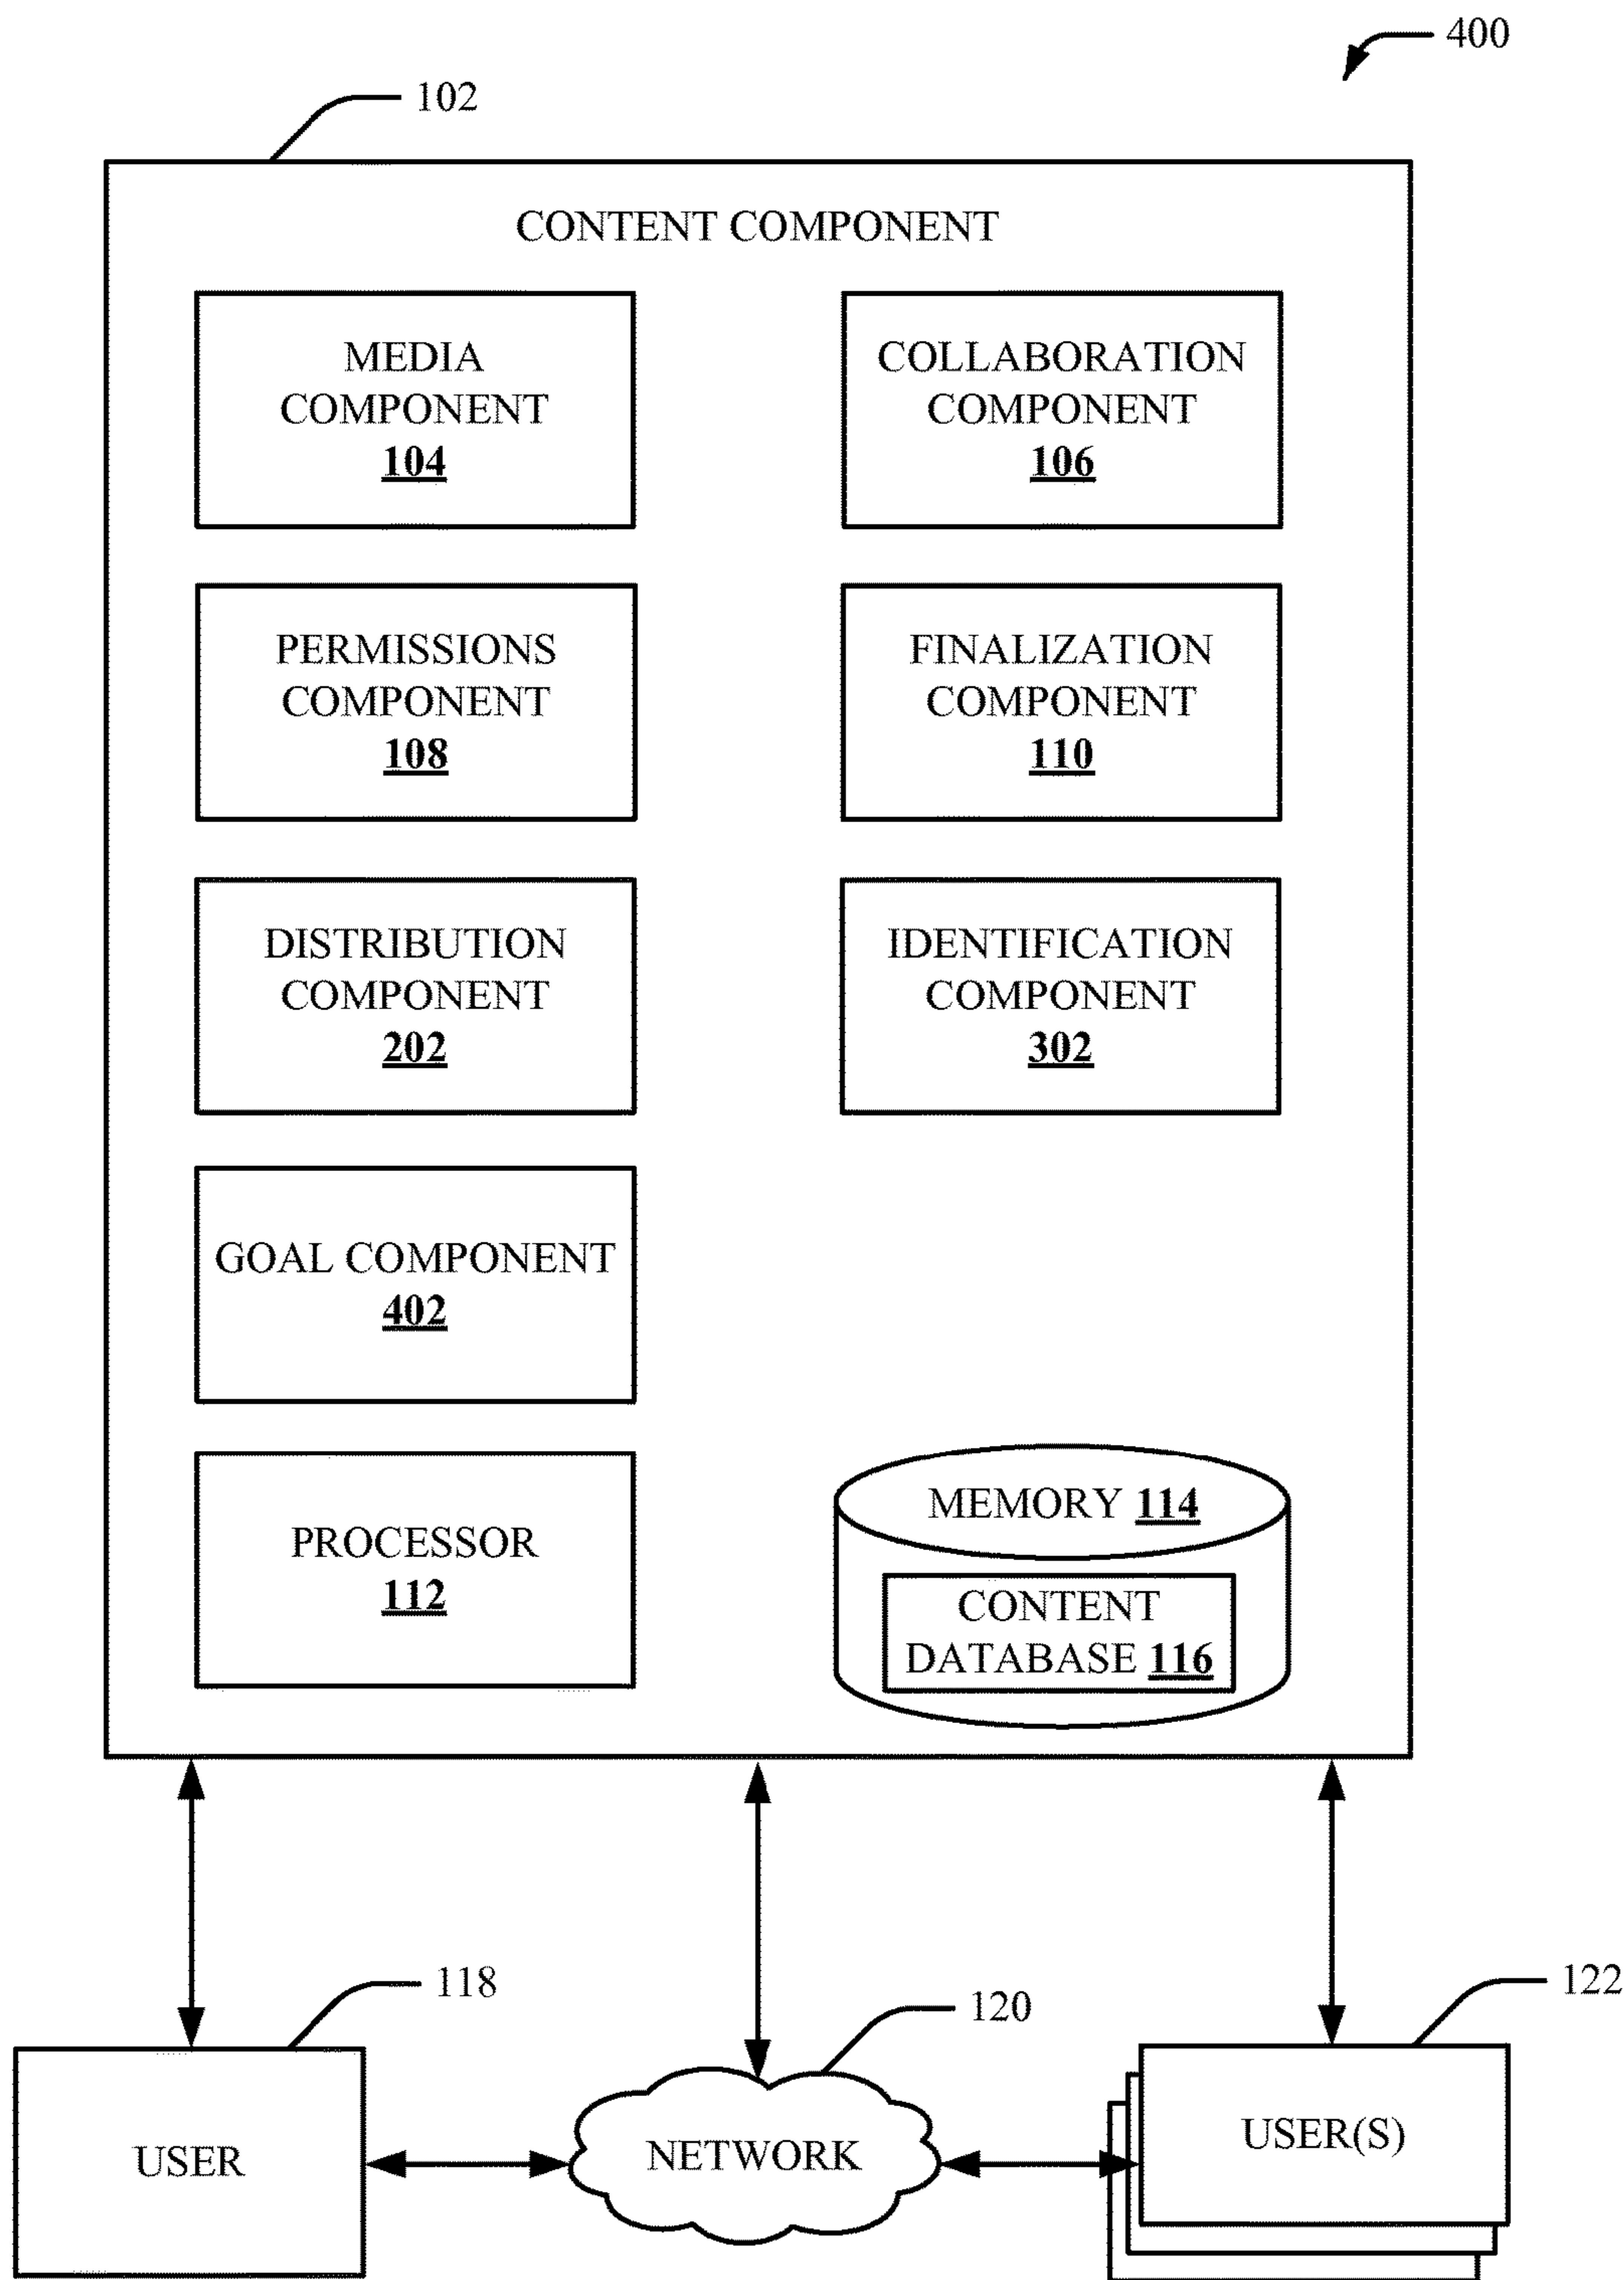 400
102
CONTENT COMPONENT
MEDIA
COMPONENT
104
COLLABORATION
COMPONENT
106
PERMISSIONS
COMPONENT
108
FINALIZATION
COMPONENT
110
DISTRIBUTION
COMPONENT
202
IDENTIFICATION
COMPONENT
302
GOAL COMPONENT
402
PROCESSOR
112
MEMORY 114
CONTENT
DATABASE 116
118
120
122
USER
NETWORK
USER(S)